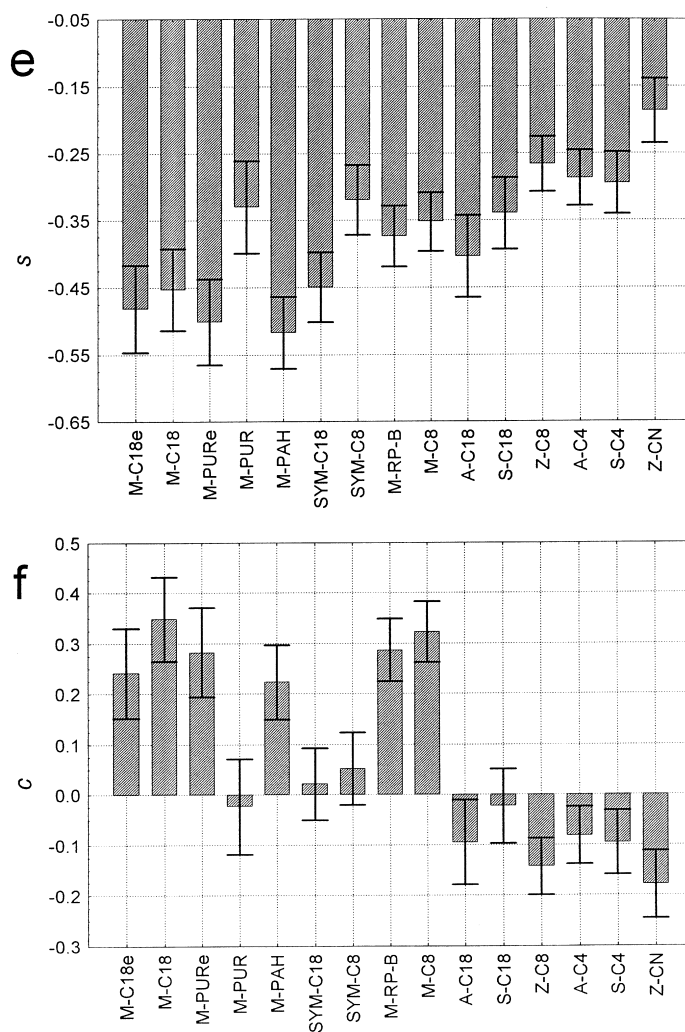 e
-0.05
-0.15
-0.25
-0.35
-0.45
-0.55
-0.65
s
M-C18e M-C18 M-PURe M-PUR M-PAH SYM-C18 SYM-C8 M-RP-B M-C8 A-C18 S-C18 Z-C8 A-C4 S-C4 Z-CN
f
0.5
0.4
0.3
0.2
0.1
0.0
-0.1
-0.2
-0.3
c
M-C18e M-C18 M-PURe M-PUR M-PAH SYM-C18 SYM-C8 M-RP-B M-C8 A-C18 S-C18 Z-C8 A-C4 S-C4 Z-CN